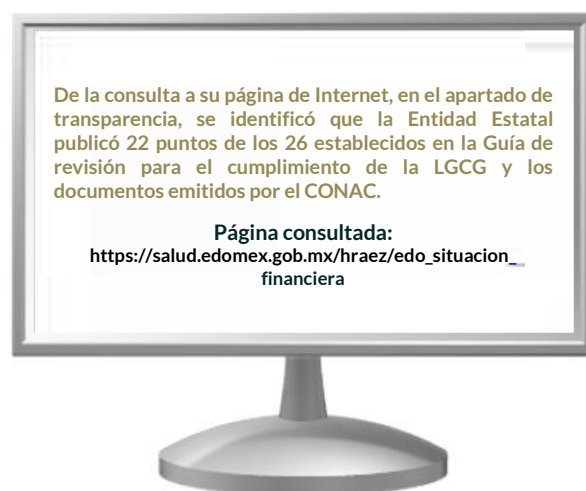 De la consulta a su página de Internet, en el apartado de
transparencia, se identificó que la Entidad Estatal
publicó 22 puntos de los 26 establecidos en la Guía de
revisión para el cumplimiento de la LGCG y los
documentos emitidos por el CONAC.
Página consultada:
https://salud.edomex.gob.mx/hraez/edo_situacion_
financiera